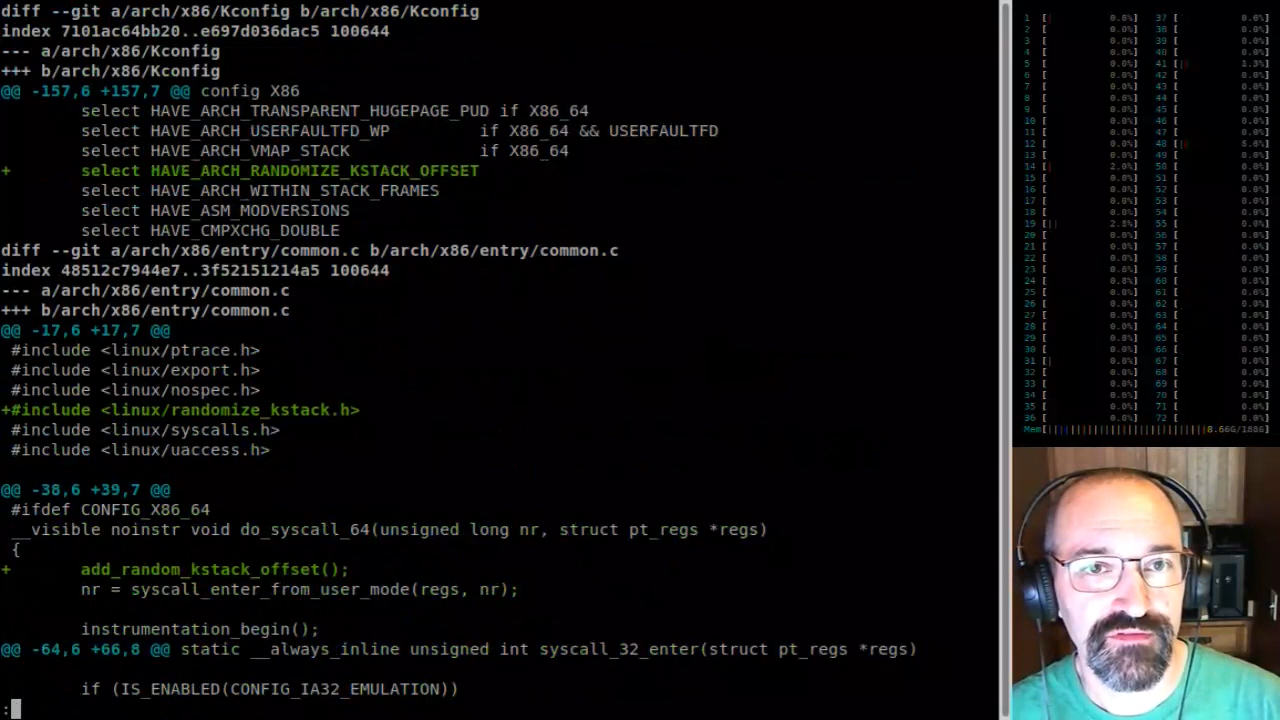 diff --git a/arch/x86/Kconfig b/arch/x86/Kconfig
index 7101ac64bb20..e697d036dac5 100644
--- a/arch/x86/Kconfig
+++ b/arch/x86/Kconfig
@@ -157,6 +157,7 @@ config X86
        select HAVE_ARCH_TRANSPARENT_HUGEPAGE_PUD if X86_64
        select HAVE_ARCH_USERFAULTFD_WP         if X86_64 && USERFAULTFD
        select HAVE_ARCH_VMAP_STACK             if X86_64
+       select HAVE_ARCH_RANDOMIZE_KSTACK_OFFSET
        select HAVE_ARCH_WITHIN_STACK_FRAMES
        select HAVE_ASM_MODVERSIONS
        select HAVE_CMPXCHG_DOUBLE
diff --git a/arch/x86/entry/common.c b/arch/x86/entry/common.c
index 48512c7944e7..3f52151214a5 100644
--- a/arch/x86/entry/common.c
+++ b/arch/x86/entry/common.c
@@ -17,6 +17,7 @@
 #include <linux/ptrace.h>
 #include <linux/export.h>
 #include <linux/nospec.h>
+#include <linux/randomize_kstack.h>
 #include <linux/syscalls.h>
 #include <linux/uaccess.h>
@@ -38,6 +39,7 @@
 #ifdef CONFIG_X86_64
 __visible noinstr void do_syscall_64(unsigned long nr, struct pt_regs *regs)
 {
+       add_random_kstack_offset();
        nr = syscall_enter_from_user_mode(regs, nr);
        instrumentation_begin();
@@ -64,6 +66,8 @@ static __always_inline unsigned int syscall_32_enter(struct pt_regs *regs)
        if (IS_ENABLED(CONFIG_IA32_EMULATION))
: